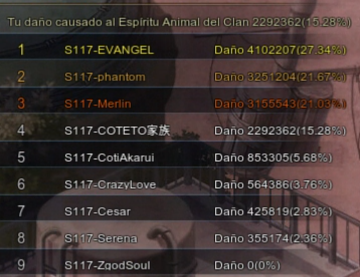 Tu daño causado al Espíritu Animal del Clan 2292362(15.28%)
1 S117-EVANGEL Daño 4102207(27.34%)
2 S117-phantom Daño 3251204(21.67%)
3 S117-Merlin Daño 3155543(21.03%)
4 S117-COTETO家族 Daño 2292362(15.28%)
5 S117-CotiAkarui Daño 853305(5.68%)
6 S117-CrazyLove Daño 564386(3.76%)
7 S117-Cesar Daño 425819(2.83%)
8 S117-Serena Daño 355174(2.36%)
9 S117-ZgodSoul Daño 0(0%)